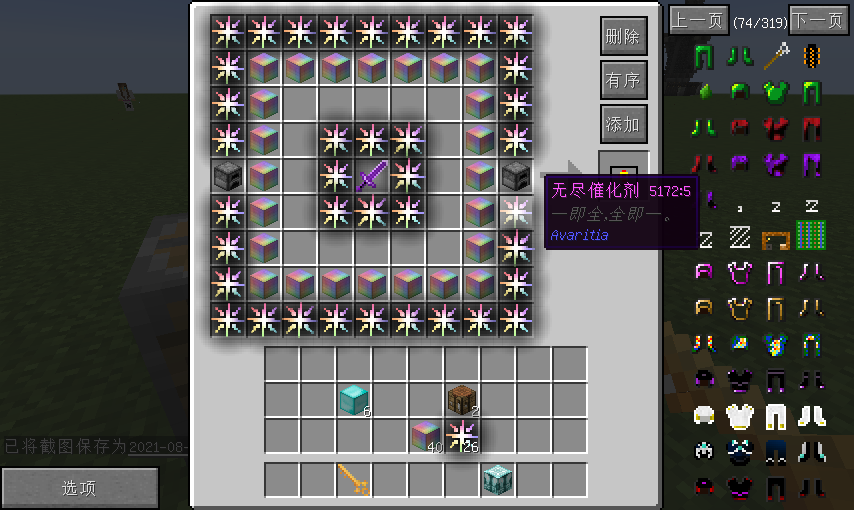 上一页 (74/319) 下一页
删除
有序
添加
无尽催化剂 5172:5
一即全,全即一。
Avaritia
6
2
40
26
已将截图保存为2021-08-
选项